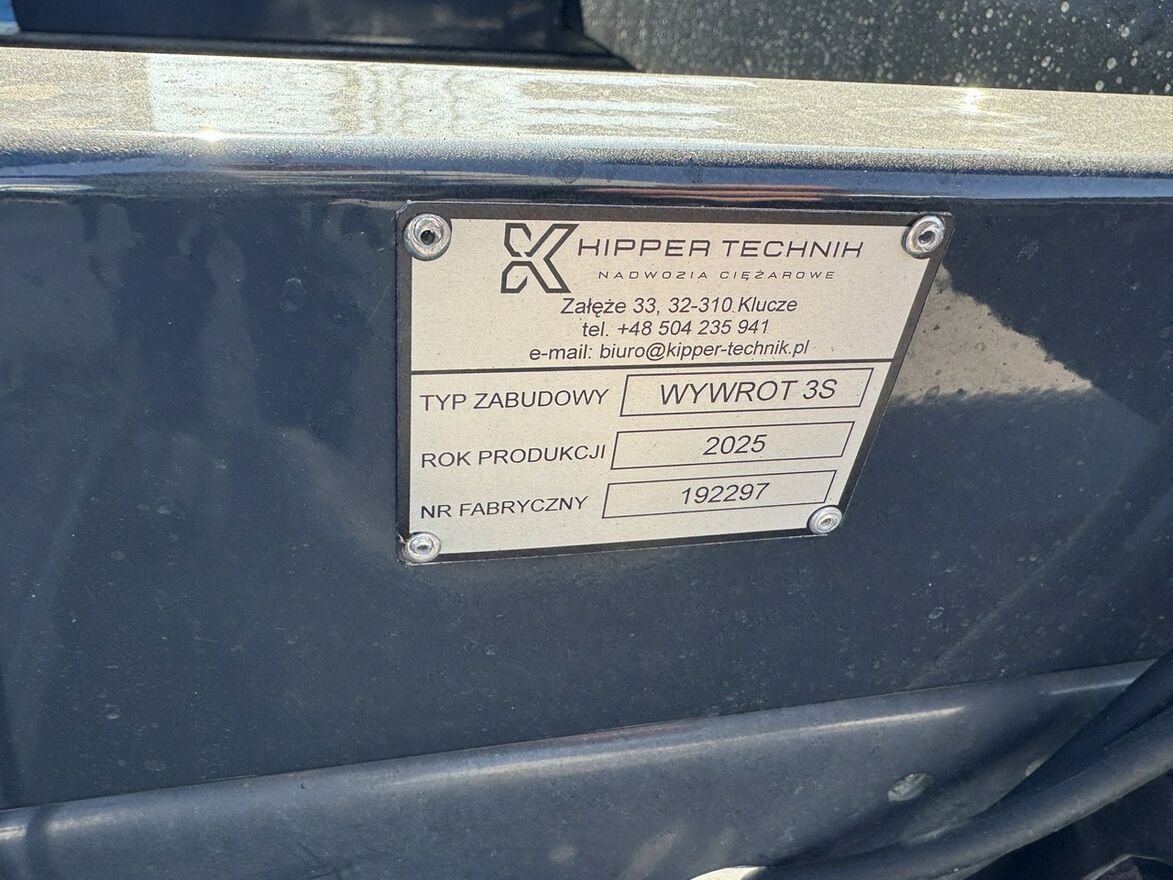 KIPPER TECHNIK
NADWOZIA CIĘŻAROWE
Załęże 33, 32-310 Klucze
tel. +48 504 235 941
e-mail: biuro@kipper-technik.pl
TYP ZABUDOWY WYWROT 3S
ROK PRODUKCJI 2025
NR FABRYCZNY 192297